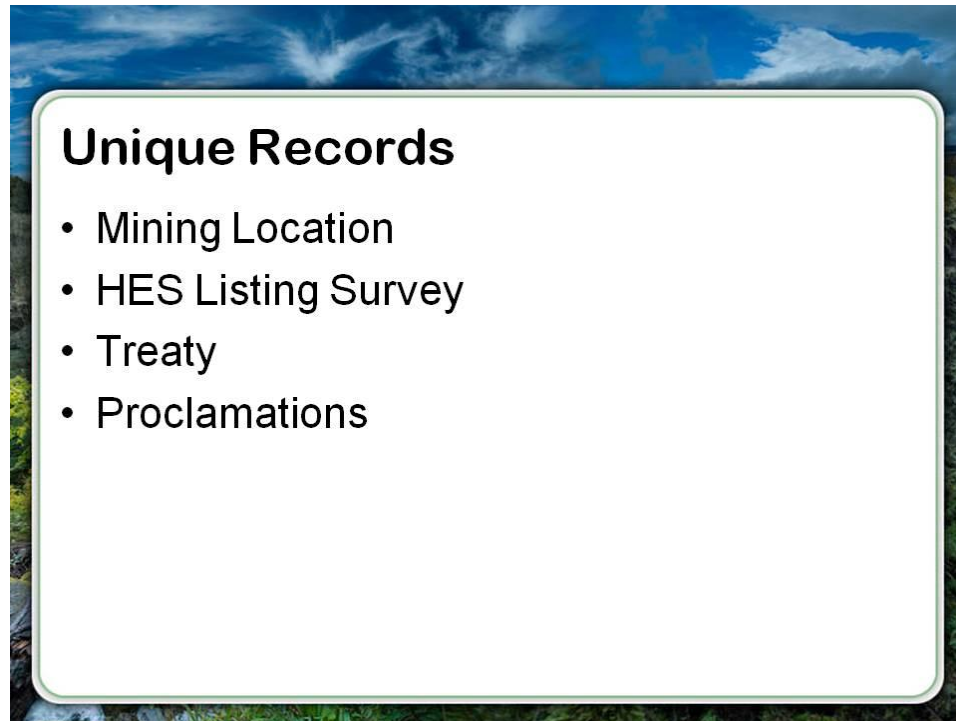 Unique Records
• Mining Location
• HES Listing Survey
• Treaty
• Proclamations